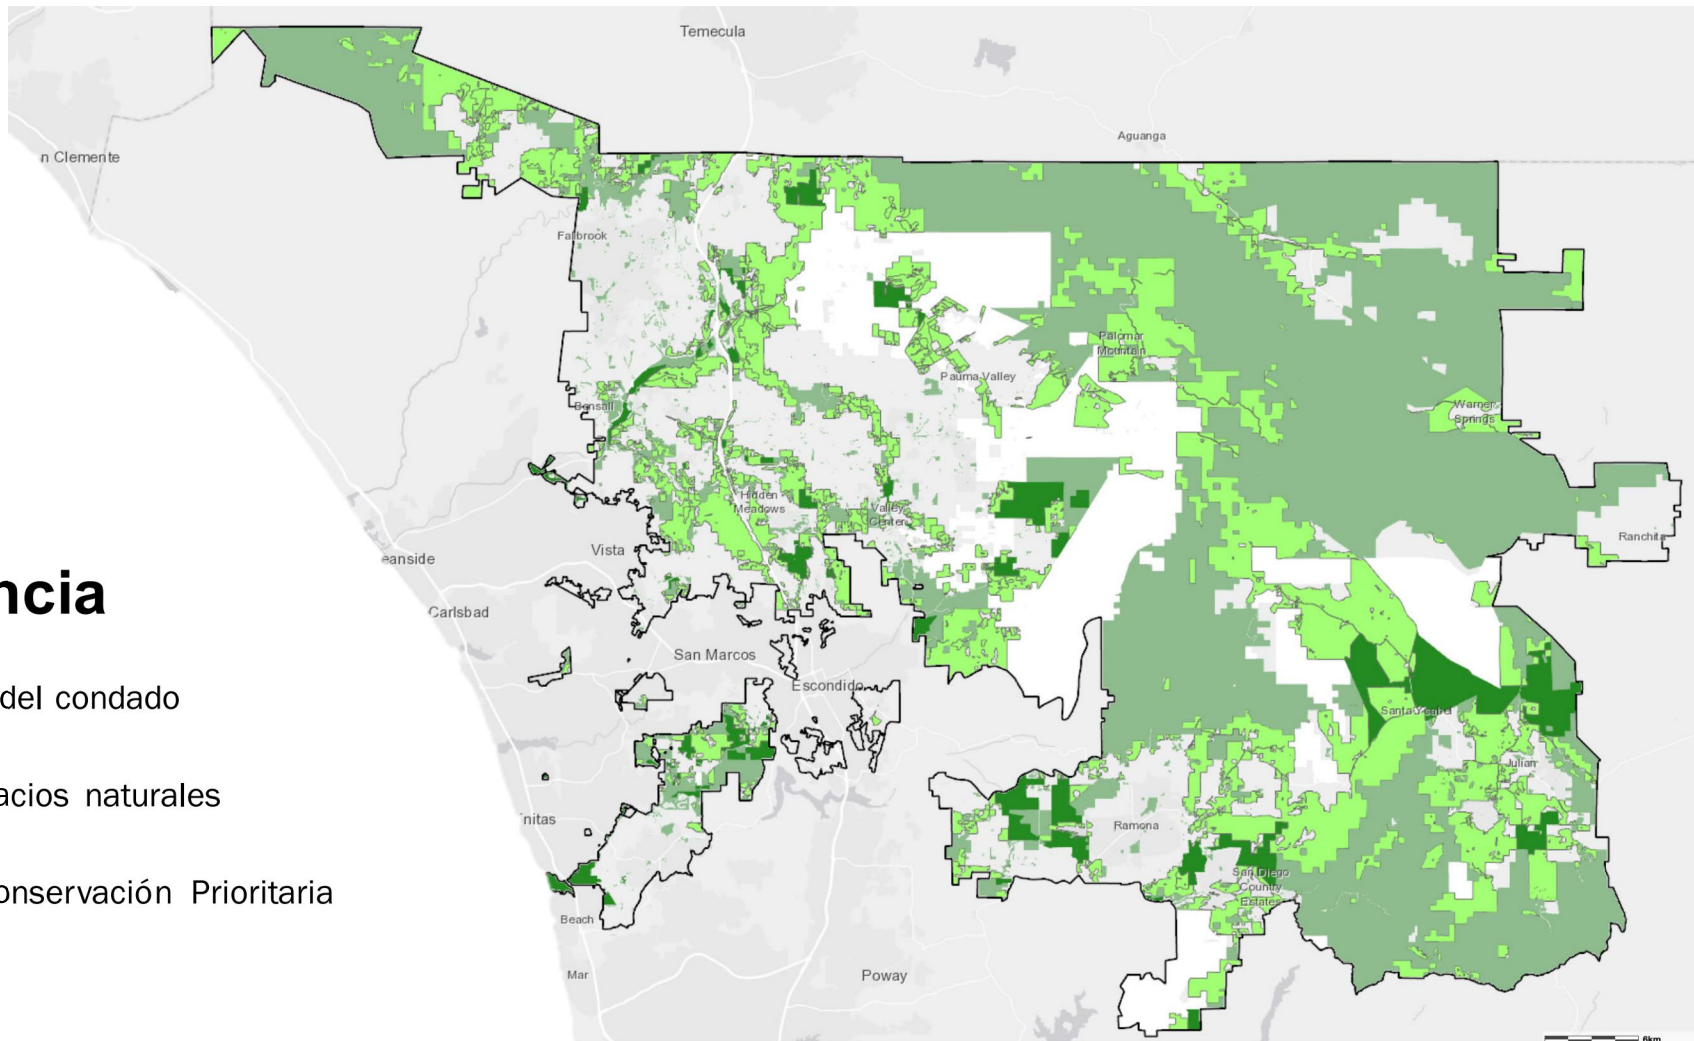 Temecula
Aguanga
n Clemente
Fallbrook
Palomar
Mountain
Pauma Valley
Bonsall
Warner
Springs
Hidden
Meadows
Valley
Center
Ranchita
Vista
eanside
ncia
Carlsbad
San Marcos
Escondido
del condado
Santa Ysabel
Julian
acios naturales
nitas
Ramona
San Diego
Country
Estates
onservación Prioritaria
Beach
Mar
Poway
6km